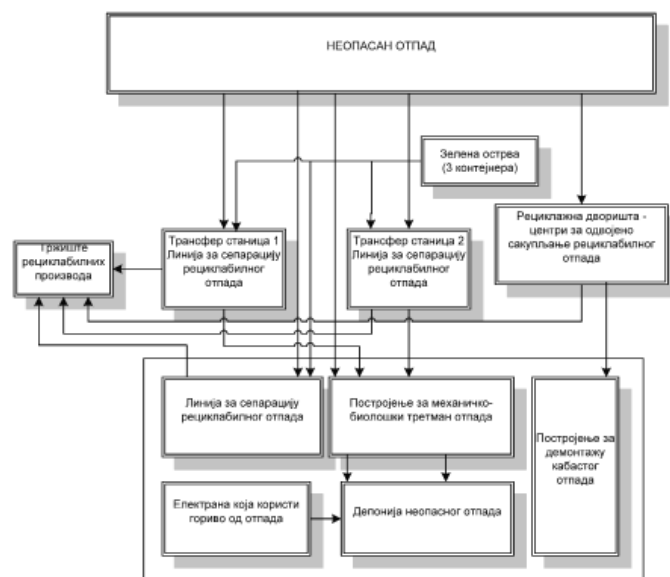 НЕОПАСАН ОТПАД
Зелена острва
(3 контејнера)
Рециклажна дворишта -
центри за одвојено
сакупљање рециклабилног
отпада
Трансфер станица 1
Линија за сепарацију
рециклабилног
отпада
Трансфер станица 2
Линија за сепарацију
рециклабилног
отпада
Тржиште
рециклабилних
производа
Линија за сепарацију
рециклабилног отпада
Постројење за механичко-
биолошки третман отпада
Постројење за
демонтажу
кабастог
отпада
Електрана која користи
гориво од отпада
Депонија неопасног отпада